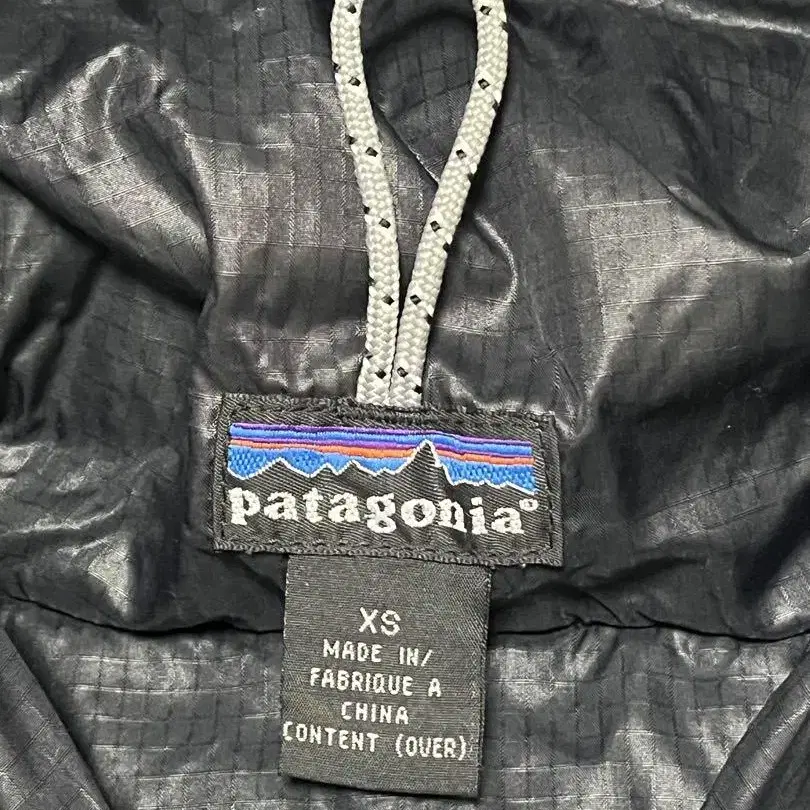 patagonia®
XS
MADE IN/
FABRIQUE A
CHINA
CONTENT (OVER)